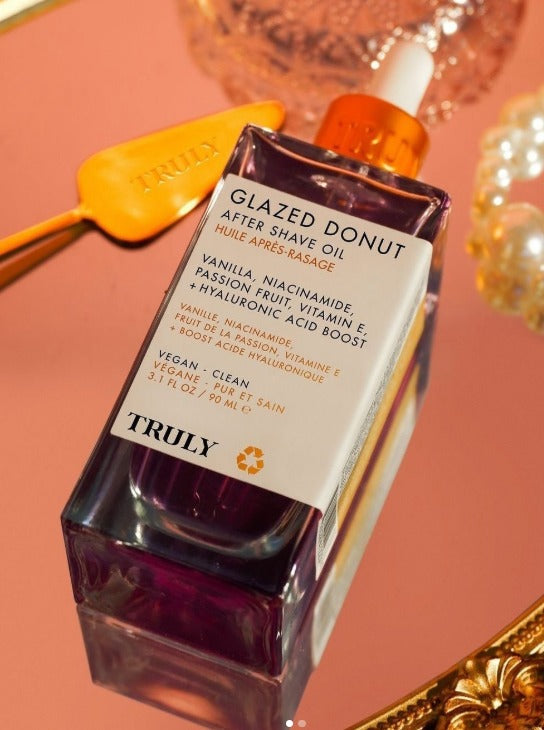 TRULY
TRULY
GLAZED DONUT
AFTER SHAVE OIL
HUILE APRÈS-RASAGE
VANILLA, NIACINAMIDE,
PASSION FRUIT, VITAMIN E,
+HYALURONIC ACID BOOST
VANILLE, NIACINAMIDE,
FRUIT DE LA PASSION, VITAMINE E
+ BOOST ACIDE HYALURONIQUE
VEGAN - CLEAN
VÉGANE - PUR ET SAIN
3.1 FL OZ / 90 ML ℮
TRULY